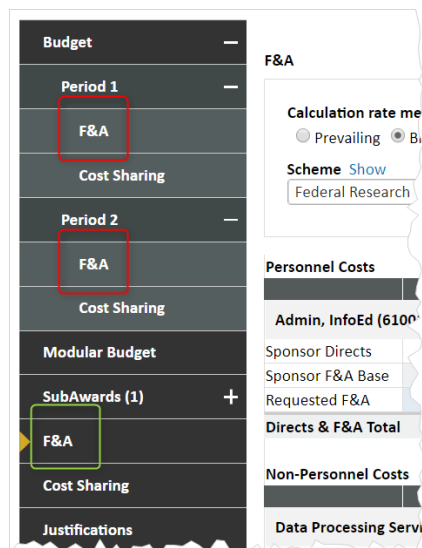 Budget
Period 1
F&A
Cost Sharing
Period 2
F&A
Cost Sharing
Modular Budget
SubAwards (1)
F&A
Cost Sharing
Justifications
F&A
Calculation rate me
Prevailing
Scheme Show
Federal Research
Personnel Costs
Admin, InfoEd (6100
Sponsor Directs
Sponsor F&A Base
Requested F&A
Directs & F&A Total
Non-Personnel Costs
Data Processing Servi